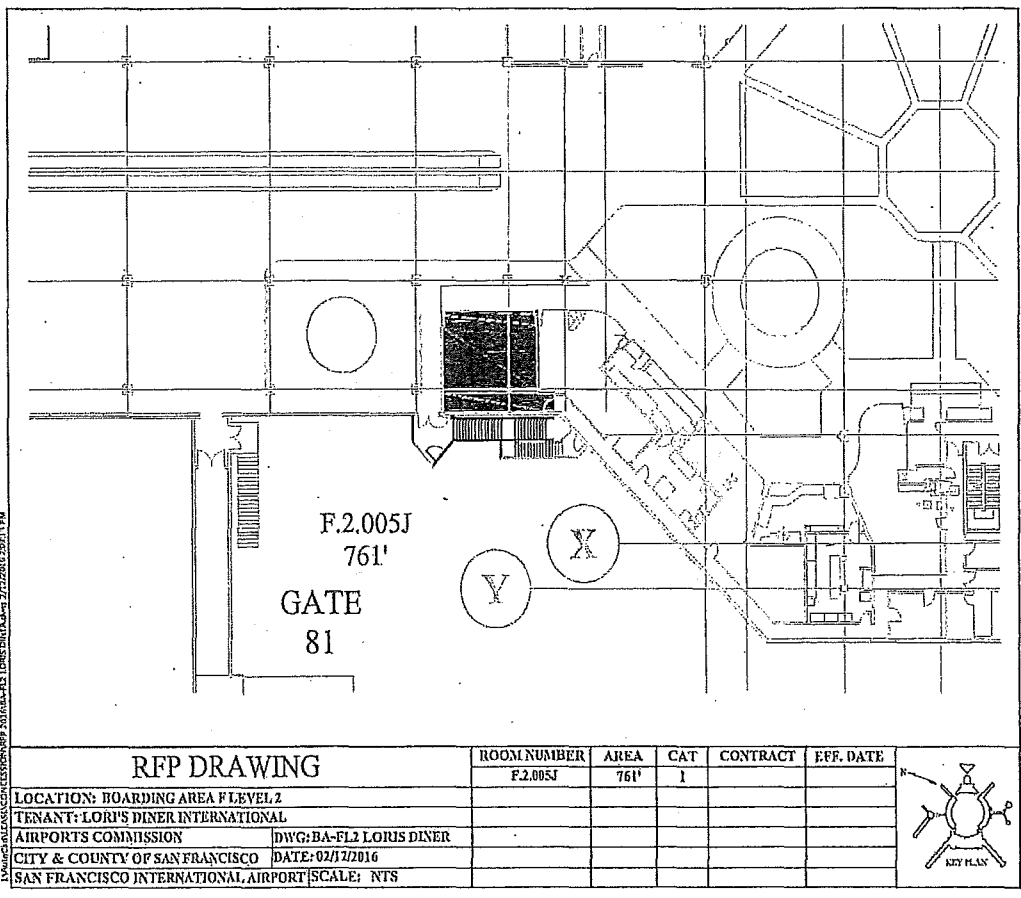 F.2.005J
761'
X
Y
GATE
81
RFP DRAWING
ROOM NUMBER AREA CAT CONTRACT EFF. DATE
F.2.005J 761' 1
LOCATION: BOARDING AREA F LEVEL 2
TENANT: LORI'S DINER INTERNATIONAL
AIRPORTS COMMISSION DWG: BA-FL2 LORIS DINER
CITY & COUNTY OF SAN FRANCISCO DATE: 02/12/2016
SAN FRANCISCO INTERNATIONAL AIRPORT SCALE: NTS
N
KEY PLAN